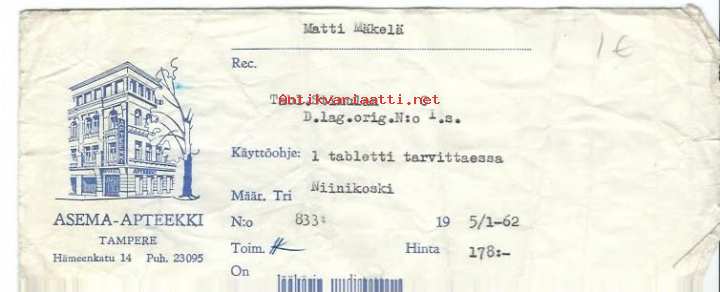 Matti Mäkelä
1 €
Rec.
Antikvariaatti.net
D.lag.orig.N:o 1.s.
Käyttöohje: 1 tabletti tarvittaessa
Määr. Tri Niinikoski
ASEMA-APTEEKKI
TAMPERE
Hämeenkatu 14 Puh. 23095
N:o 833 19 5/1-62
Toim. Hinta 178:-
On